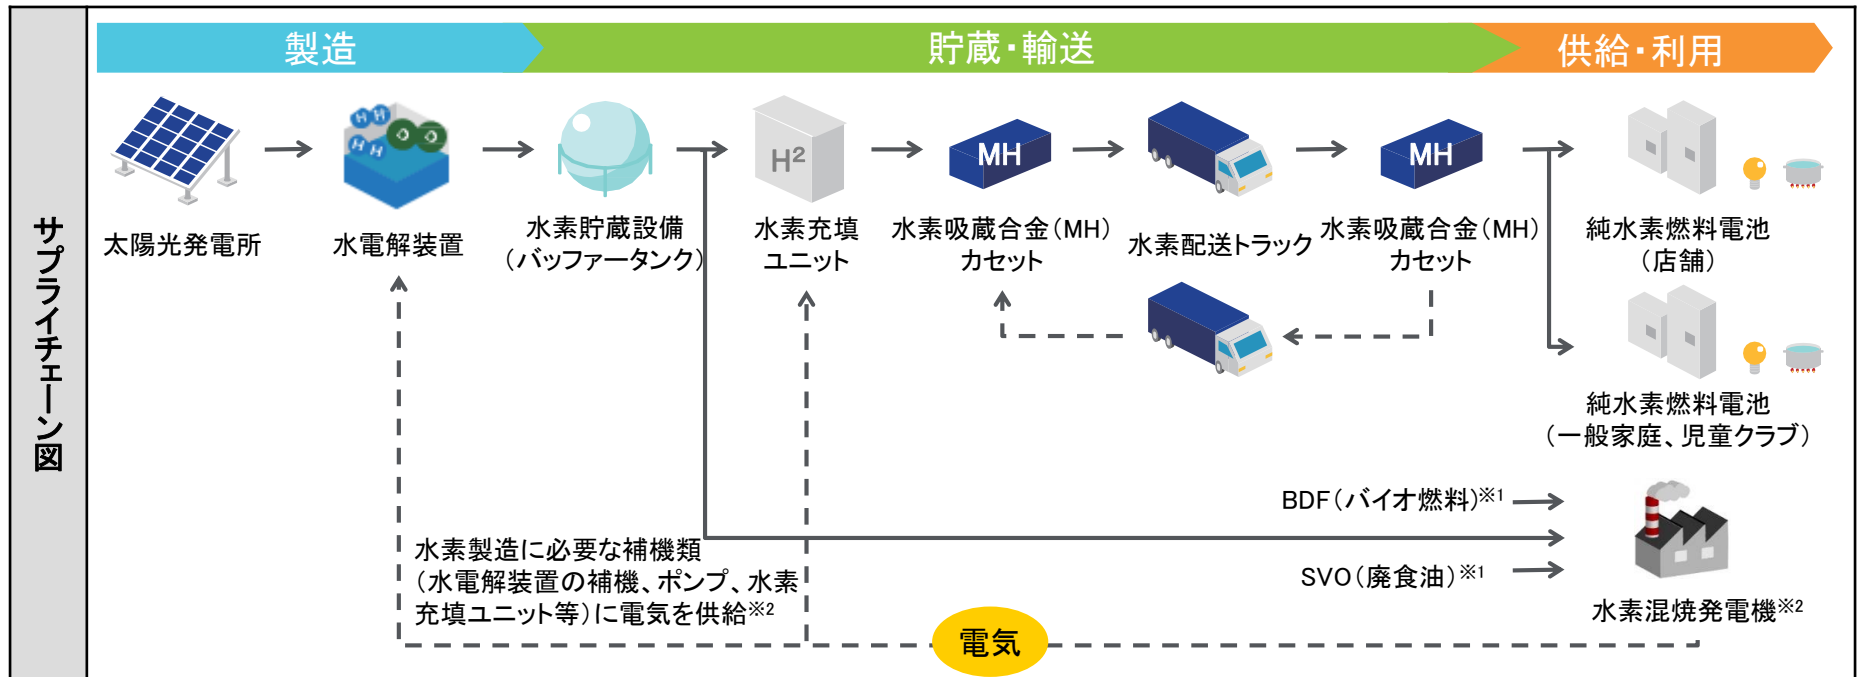 サプライチェーン図
製造
貯蔵・輸送
供給・利用
H²
MH
MH
太陽光発電所
水電解装置
水素貯蔵設備
（バッファータンク）
水素充填
ユニット
水素吸蔵合金（MH）
カセット
水素配送トラック
水素吸蔵合金（MH）
カセット
純水素燃料電池
（店舗）
純水素燃料電池
（一般家庭、児童クラブ）
BDF（バイオ燃料）※1
SVO（廃食油）※1
水素混焼発電機※2
水素製造に必要な補機類
（水電解装置の補機、ポンプ、水素
充填ユニット等）に電気を供給※2
電気
H H
H H